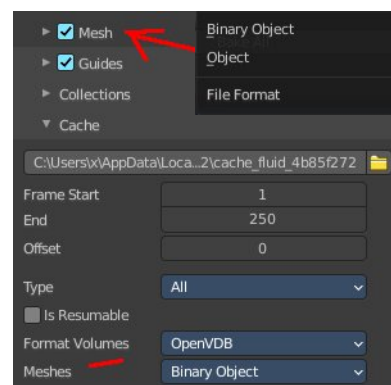 Mesh
Guides
Collections
Cache
Binary Object
Object
File Format
C:\Users\x\AppData\Loca...2\cache_fluid_4b85f272
Frame Start 1
End 250
Offset 0
Type All
Is Resumable
Format Volumes OpenVDB
Meshes Binary Object